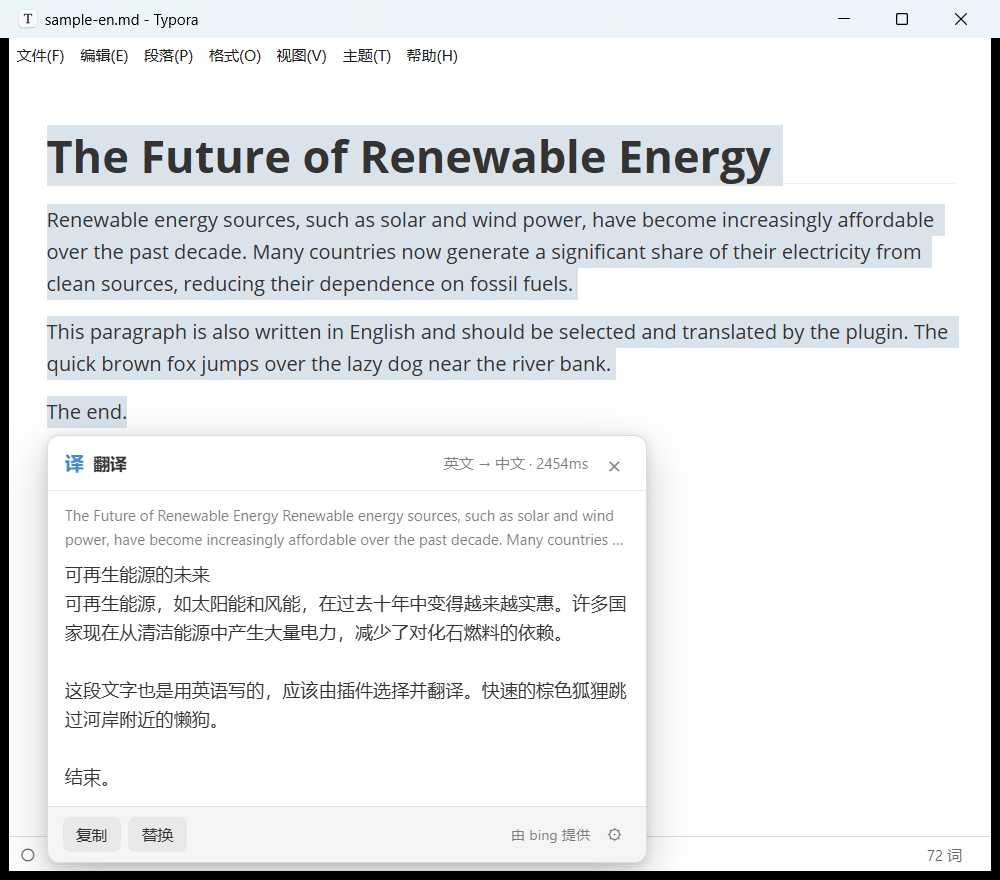 T sample-en.md - Typora
文件(F) 编辑(E) 段落(P) 格式(O) 视图(V) 主题(T) 帮助(H)
The Future of Renewable Energy
Renewable energy sources, such as solar and wind power, have become increasingly affordable
over the past decade. Many countries now generate a significant share of their electricity from
clean sources, reducing their dependence on fossil fuels.
This paragraph is also written in English and should be selected and translated by the plugin. The
quick brown fox jumps over the lazy dog near the river bank.
The end.
译 翻译 英文 → 中文 · 2454ms
The Future of Renewable Energy Renewable energy sources, such as solar and wind
power, have become increasingly affordable over the past decade. Many countries ...
可再生能源的未来
可再生能源，如太阳能和风能，在过去十年中变得越来越实惠。许多国
家现在从清洁能源中产生大量电力，减少了对化石燃料的依赖。
这段文字也是用英语写的，应该由插件选择并翻译。快速的棕色狐狸跳
过河岸附近的懒狗。
结束。
复制 替换 由 bing 提供
72 词